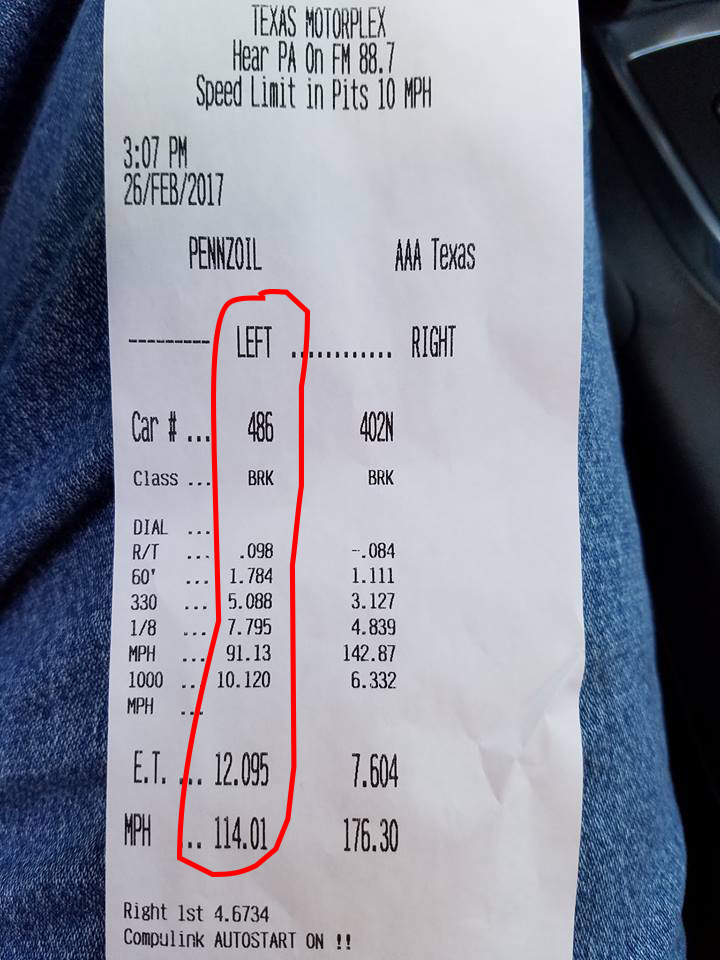 TEXAS MOTORPLEX
Hear PA On FM 88.7
Speed Limit in Pits 10 MPH
3:07 PM
26/FEB/2017
PENNZOIL AAA Texas
--------- LEFT ............ RIGHT
Car # ... 486 402N
Class ... BRK BRK
DIAL ...
R/T ... .098 -.084
60' ... 1.784 1.111
330 ... 5.088 3.127
1/8 ... 7.795 4.839
MPH ... 91.13 142.87
1000 .. 10.120 6.332
MPH ...
E.T. ... 12.095 7.604
MPH .. 114.01 176.30
Right 1st 4.6734
Compulink AUTOSTART ON !!